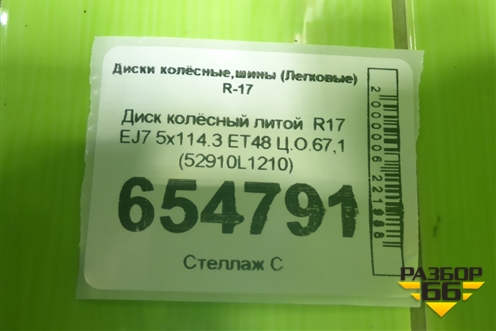 Диски колёсные,шины (Легковые)
R-17
Диск колёсный литой R17
EJ7 5x114.3 ET48 Ц.О.67,1
(52910L1210)
654791
Стеллаж С
2000006221988
РАЗБОР
66